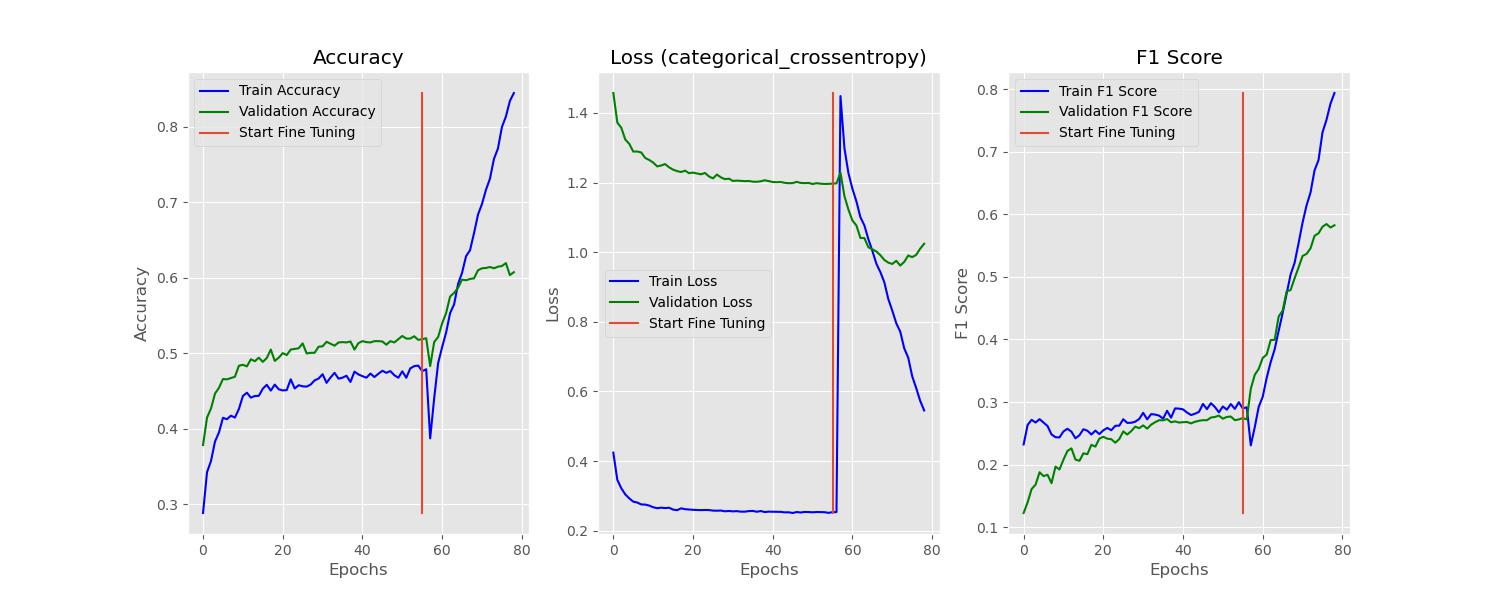 Accuracy
Train Accuracy
Validation Accuracy
Start Fine Tuning
0.8
0.7
0.6
0.5
0.4
0.3
Accuracy
0
20
40
60
80
Epochs
Loss (categorical_crossentropy)
1.4
1.2
1.0
0.8
0.6
0.4
0.2
Loss
Train Loss
Validation Loss
Start Fine Tuning
0
20
40
60
80
Epochs
F1 Score
Train F1 Score
Validation F1 Score
Start Fine Tuning
0.8
0.7
0.6
0.5
0.4
0.3
0.2
0.1
F1 Score
0
20
40
60
80
Epochs